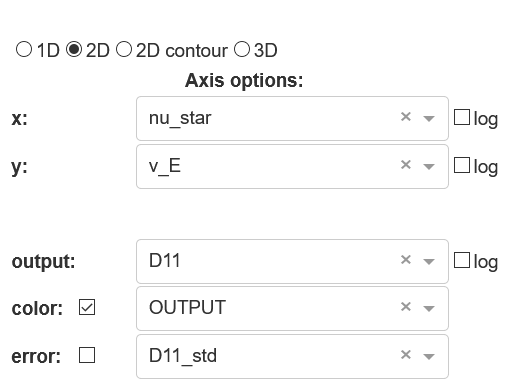 1D 2D 2D contour 3D
Axis options:
x: nu_star × log
y: v_E × log
output: D11 × log
color: OUTPUT ×
error: D11_std ×